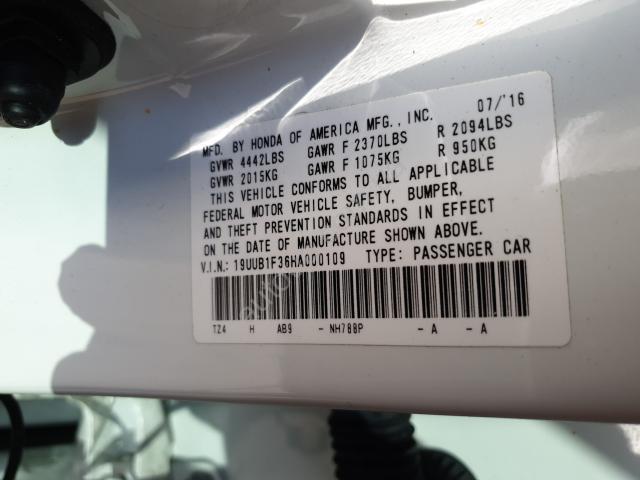 MFD. BY HONDA OF AMERICA MFG., INC. 07/'16
GVWR 4442LBS GAWR F 2370LBS R 2094LBS
GVWR 2015KG GAWR F 1075KG R 950KG
THIS VEHICLE CONFORMS TO ALL APPLICABLE
FEDERAL MOTOR VEHICLE SAFETY, BUMPER,
AND THEFT PREVENTION STANDARDS IN EFFECT
ON THE DATE OF MANUFACTURE SHOWN ABOVE.
V.I.N.: 19UUB1F36HA000109 TYPE: PASSENGER CAR
TZ4 H AB9 - NH788P - A - A